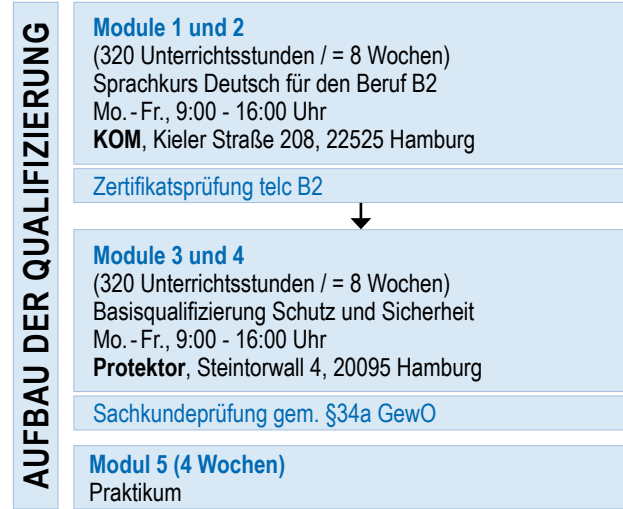 AUFBAU DER QUALIFIZIERUNG
Module 1 und 2
(320 Unterrichtsstunden / = 8 Wochen)
Sprachkurs Deutsch für den Beruf B2
Mo. - Fr., 9:00 - 16:00 Uhr
KOM, Kieler Straße 208, 22525 Hamburg
Zertifikatsprüfung telc B2
Module 3 und 4
(320 Unterrichtsstunden / = 8 Wochen)
Basisqualifizierung Schutz und Sicherheit
Mo. - Fr., 9:00 - 16:00 Uhr
Protektor, Steintorwall 4, 20095 Hamburg
Sachkundeprüfung gem. §34a GewO
Modul 5 (4 Wochen)
Praktikum